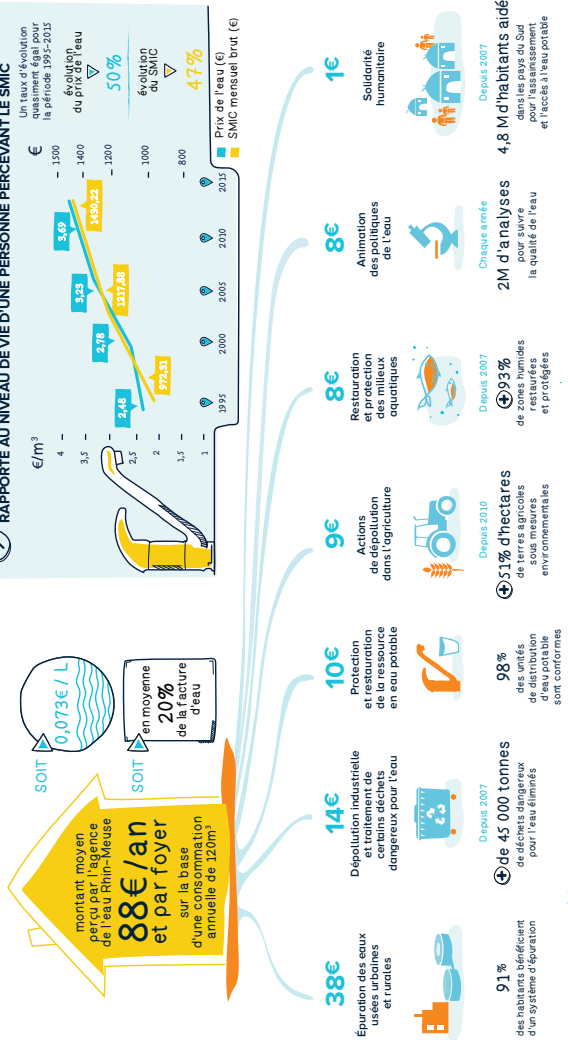 montant moyen
perçu par l'agence
de l'eau Rhin-Meuse
88€/an
et par foyer
sur la base
d'une consommation
annuelle de 120m³
SOIT
0,073€ / L
SOIT
en moyenne
20%
de la facture
d'eau
RAPPORTE AU NIVEAU DE VIE D'UNE PERSONNE PERCEVANT LE SMIC
€/m³
4
3,5
3
2,5
2
1,5
1
2,48
2,78
3,23
3,69
972,31
1217,88
1430,22
1995
2000
2005
2010
2015
€
1500
1400
1200
1000
800
Un taux d'évolution
quasiment égal pour
la période 1995-2015
évolution
du prix de l'eau
50%
évolution
du SMIC
47%
Prix de l'eau (€)
SMIC mensuel brut (€)
38€
Épuration des eaux
usées urbaines
et rurales
91%
des habitants bénéficient
d'un système d'épuration
14€
Dépollution industrielle
et traitement de
certains déchets
dangereux pour l'eau
Depuis 2007
+ de 45 000 tonnes
de déchets dangereux
pour l'eau éliminés
10€
Protection
et restauration
de la ressource
en eau potable
98%
des unités
de distribution
d'eau potable
sont conformes
9€
Actions
de dépollution
dans l'agriculture
Depuis 2010
+51% d'hectares
de terres agricoles
sous mesures
environnementales
8€
Restauration
et protection
des milieux
aquatiques
Depuis 2007
+93%
de zones humides
restaurées
et protégées
8€
Animation
des politiques
de l'eau
Chaque année
2M d'analyses
pour suivre
la qualité de l'eau
1€
Solidarité
humanitaire
Depuis 2007
4,8 M d'habitants aidé
dans les pays du Sud
pour l'assainissement
et l'accès à l'eau potable